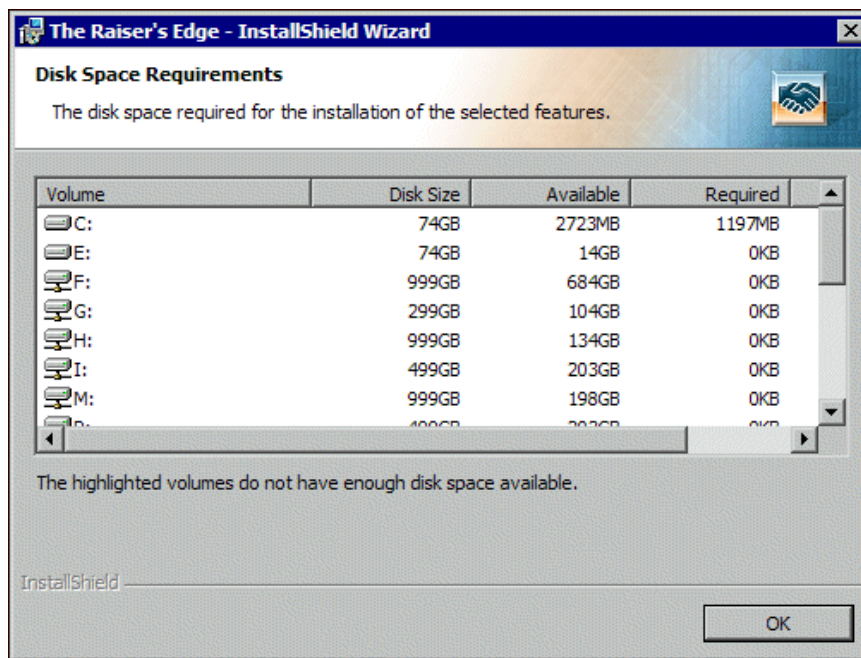 The Raiser's Edge - InstallShield Wizard
Disk Space Requirements
The disk space required for the installation of the selected features.
Volume Disk Size Available Required
C: 74GB 2723MB 1197MB
E: 74GB 14GB 0KB
F: 999GB 684GB 0KB
G: 299GB 104GB 0KB
H: 999GB 134GB 0KB
I: 499GB 203GB 0KB
M: 999GB 198GB 0KB
The highlighted volumes do not have enough disk space available.
InstallShield
OK